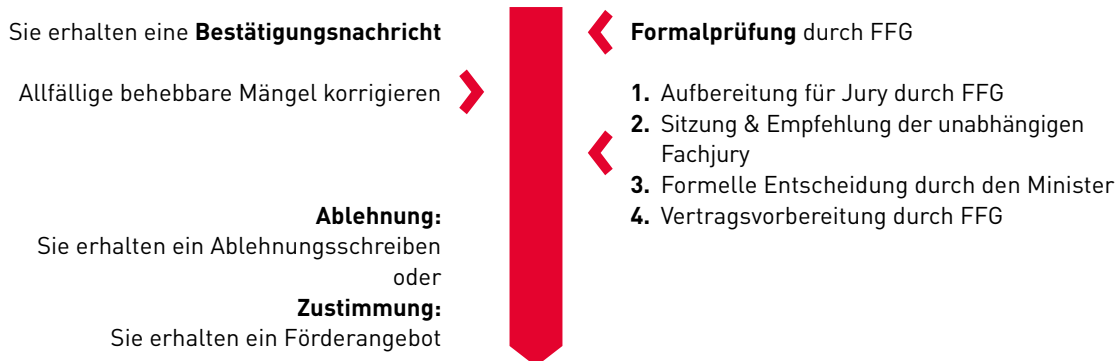 Sie erhalten eine Bestätigungsnachricht
Formalprüfung durch FFG
Allfällige behebbare Mängel korrigieren
1. Aufbereitung für Jury durch FFG
2. Sitzung & Empfehlung der unabhängigen
Fachjury
3. Formelle Entscheidung durch den Minister
4. Vertragsvorbereitung durch FFG
Ablehnung:
Sie erhalten ein Ablehnungsschreiben
oder
Zustimmung:
Sie erhalten ein Förderangebot